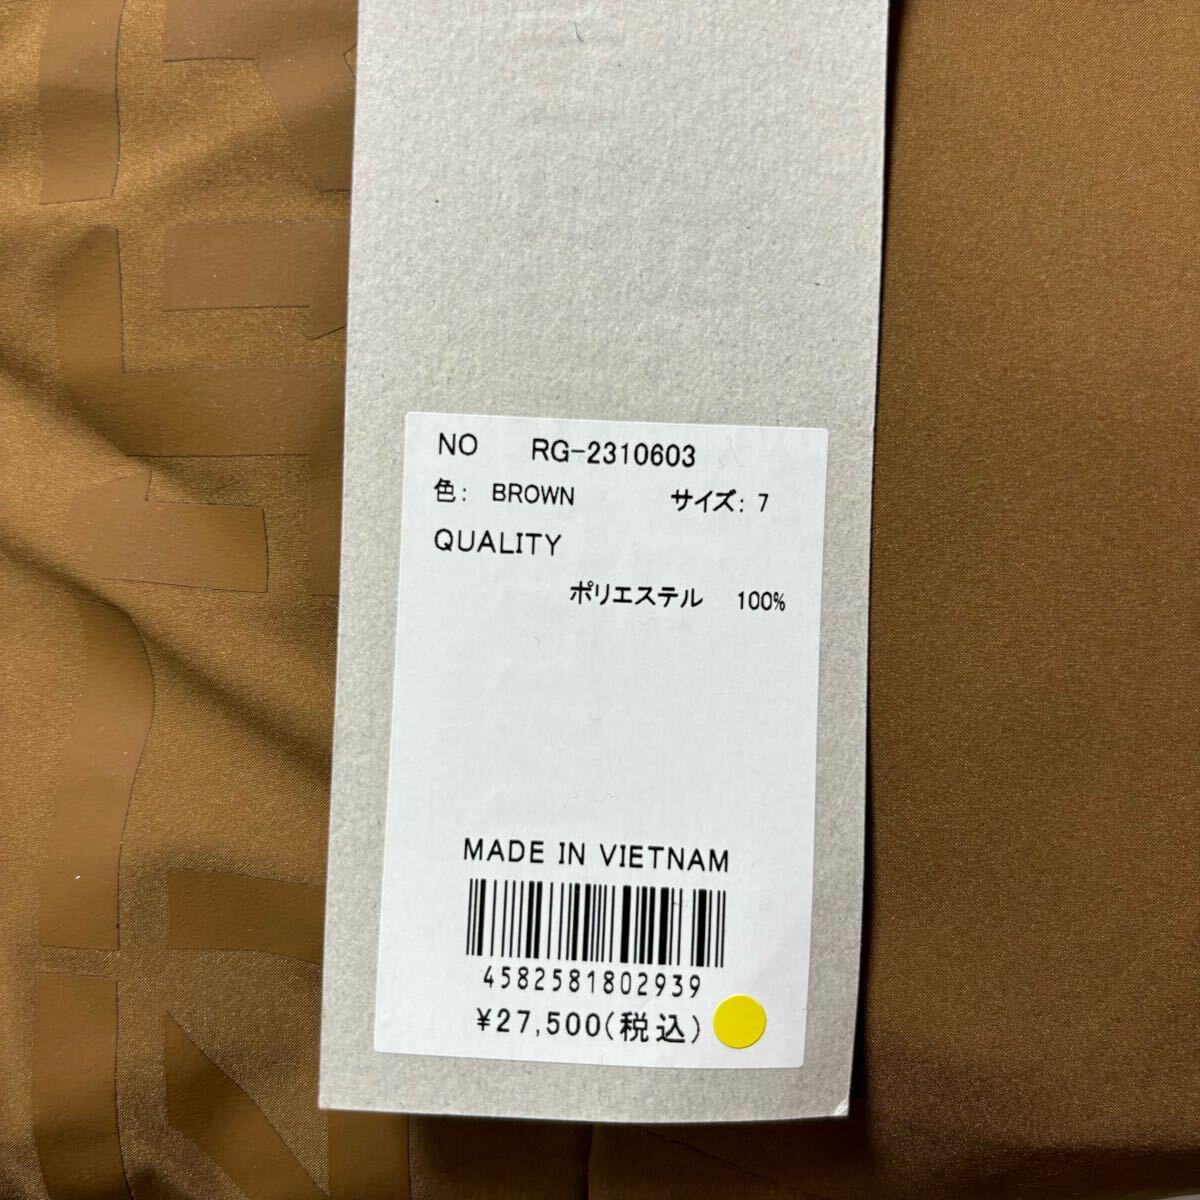 NO RG-2310603
色: BROWN サイズ: 7
QUALITY
ポリエステル 100%
MADE IN VIETNAM
4582581802939
¥27,500(税込)